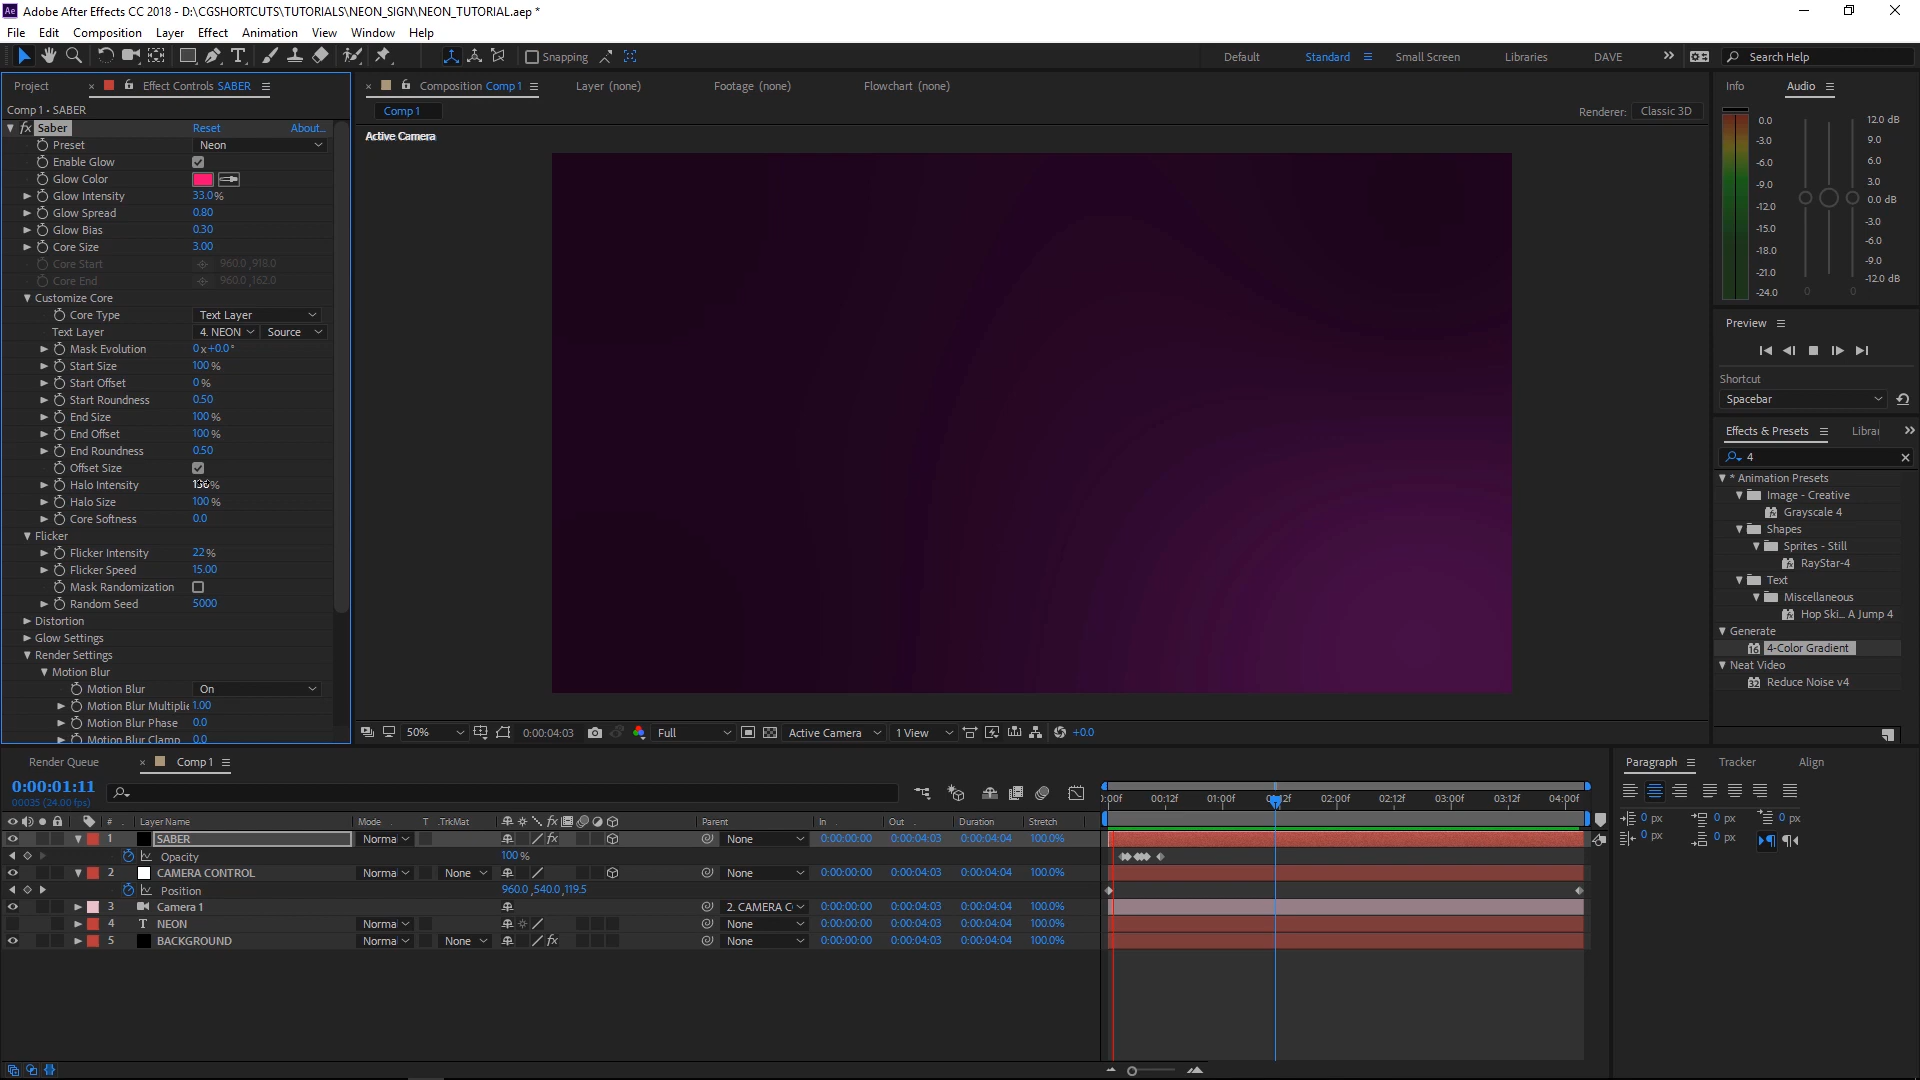 Adobe After Effects CC 2018 - D:\CGSHORTCUTS\TUTORIALS\NEON_SIGN\NEON_TUTORIAL.aep *
File Edit Composition Layer Effect Animation View Window Help
Snapping Default Standard Small Screen Libraries DAVE Search Help
Project Effect Controls SABER
Comp 1 • SABER
fx Saber Reset About...
Preset Neon
Enable Glow
Glow Color
Glow Intensity 33.0%
Glow Spread 0.80
Glow Bias 0.30
Core Size 3.00
Core Start 960.0,918.0
Core End 960.0,162.0
Customize Core
Core Type Text Layer
Text Layer 4. NEON Source
Mask Evolution 0x+0.0°
Start Size 100%
Start Offset 0%
Start Roundness 0.50
End Size 100%
End Offset 100%
End Roundness 0.50
Offset Size
Halo Intensity
Halo Size 100%
Core Softness 0.0
Flicker
Flicker Intensity 22%
Flicker Speed 15.00
Mask Randomization
Random Seed 5000
Distortion
Glow Settings
Render Settings
Motion Blur
Motion Blur On
Motion Blur Multiplie 1.00
Motion Blur Phase 0.0
Motion Blur Clamp 0.0
Composition Comp 1 Layer (none) Footage (none) Flowchart (none)
Comp 1 Renderer: Classic 3D
Active Camera
50% 0:00:04:03 Full Active Camera 1 View +0.0
Info Audio
0.0 12.0 dB
-3.0 9.0
-6.0 6.0
-9.0 3.0
-12.0 0.0 dB
-15.0 -3.0
-18.0 -6.0
-21.0 -9.0
-24.0 -12.0 dB
0 0
Preview
Shortcut
Spacebar
Effects & Presets Librar
4
* Animation Presets
Image - Creative
Grayscale 4
Shapes
Sprites - Still
RayStar-4
Text
Miscellaneous
Hop Ski... A Jump 4
Generate
4-Color Gradient
Neat Video
Reduce Noise v4
Render Queue Comp 1
0:00:01:11
00035 (24.00 fps)
:00f 00:12f 01:00f 02:00f 02:12f 03:00f 03:12f 04:00f
# Layer Name Mode T .TrkMat Parent In Out Duration Stretch
1 SABER Norma None 0:00:00:00 0:00:04:03 0:00:04:04 100.0%
Opacity 100%
2 CAMERA CONTROL Norma None None 0:00:00:00 0:00:04:03 0:00:04:04 100.0%
Position 960.0,540.0,119.5
3 Camera 1 2. CAMERA C 0:00:00:00 0:00:04:03 0:00:04:04 100.0%
4 T NEON Norma None 0:00:00:00 0:00:04:03 0:00:04:04 100.0%
5 BACKGROUND Norma None None 0:00:00:00 0:00:04:03 0:00:04:04 100.0%
Paragraph Tracker Align
0 px 0 px 0 px
0 px 0 px